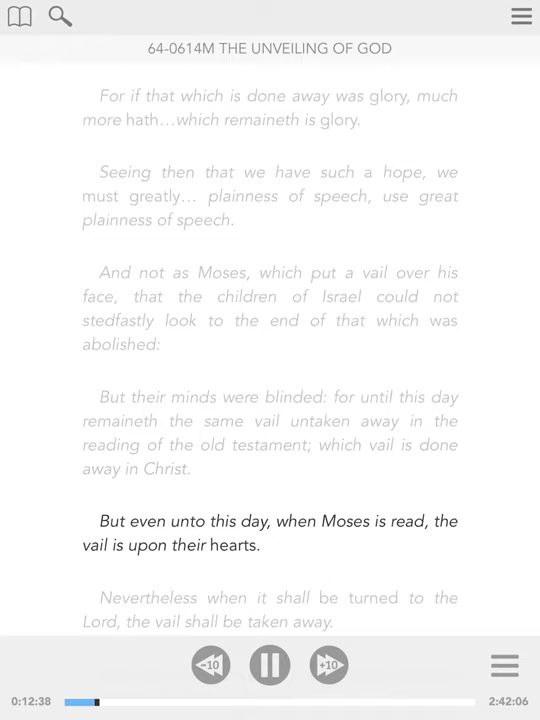 64-0614M THE UNVEILING OF GOD
For if that which is done away was glory, much
more hath…which remaineth is glory.
Seeing then that we have such a hope, we
must greatly… plainness of speech, use great
plainness of speech.
And not as Moses, which put a vail over his
face, that the children of Israel could not
stedfastly look to the end of that which was
abolished:
But their minds were blinded: for until this day
remaineth the same vail untaken away in the
reading of the old testament; which vail is done
away in Christ.
But even unto this day, when Moses is read, the
vail is upon their hearts.
Nevertheless when it shall be turned to the
Lord, the vail shall be taken away.
-10
+10
0:12:38
2:42:06